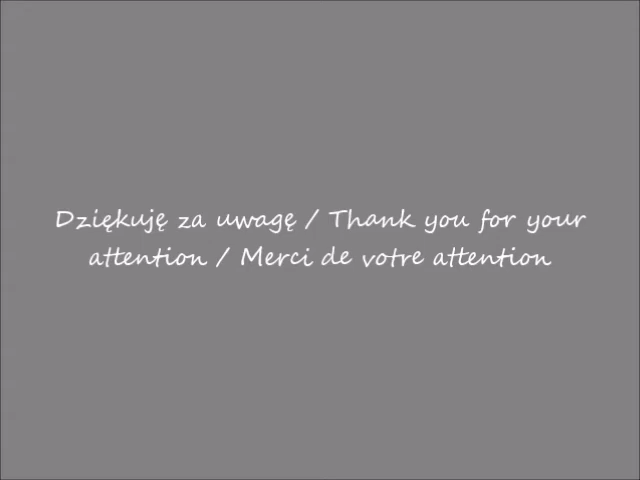 Dziękuję za uwagę / Thank you for your
attention / Merci de votre attention